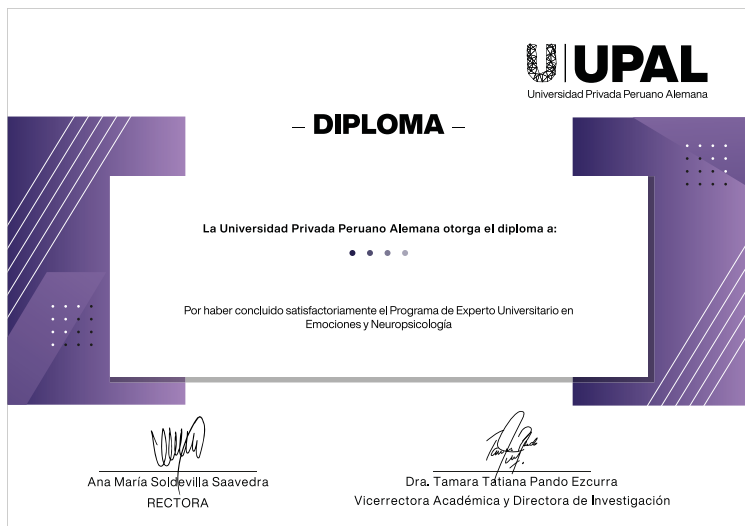 UPAL
Universidad Privada Peruano Alemana
– DIPLOMA –
La Universidad Privada Peruano Alemana otorga el diploma a:
Por haber concluido satisfactoriamente el Programa de Experto Universitario en
Emociones y Neuropsicología
Ana María Soldevilla Saavedra
RECTORA
Dra. Tamara Tatiana Pando Ezcurra
Vicerrectora Académica y Directora de Investigación